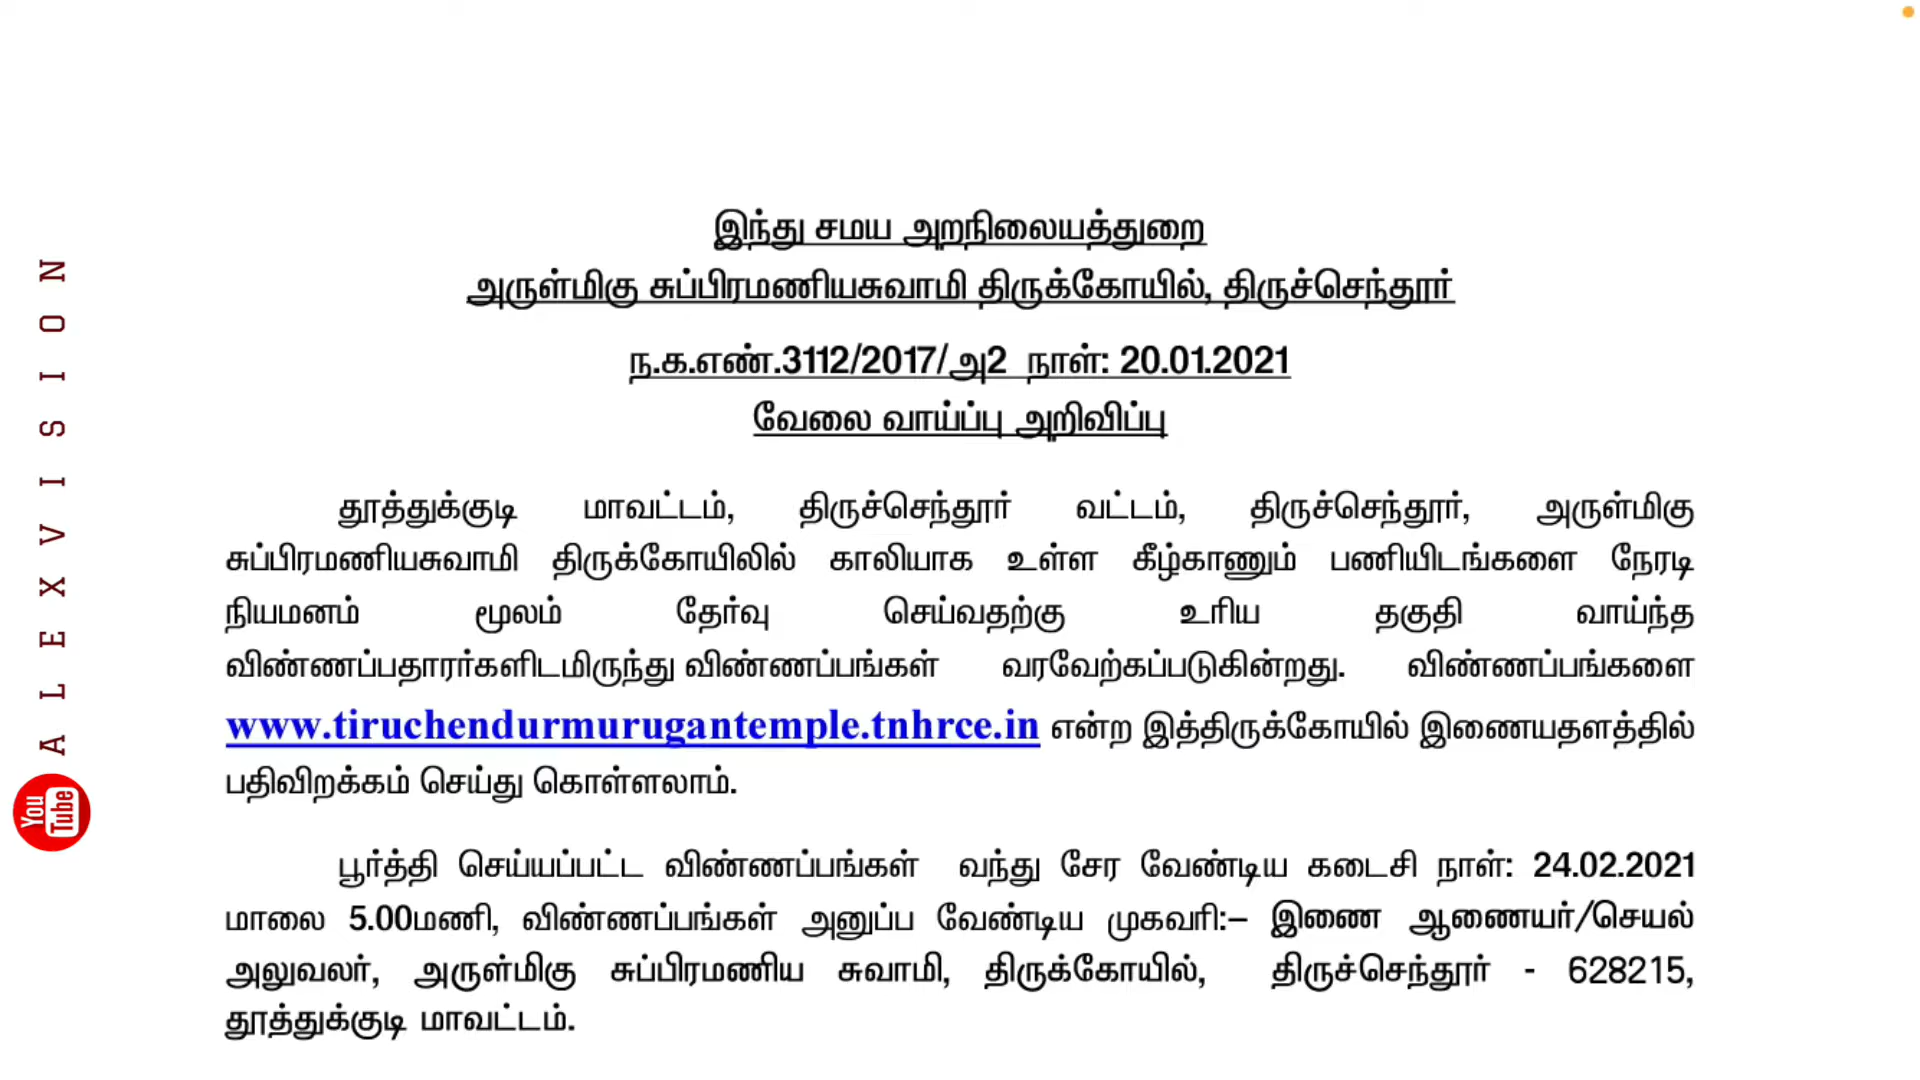 இந்து சமய அறநிலையத்துறை
அருள்மிகு சுப்பிரமணியசுவாமி திருக்கோயில், திருச்செந்தூர்
ந.க.எண்.3112/2017/அ2 நாள்: 20.01.2021
வேலை வாய்ப்பு அறிவிப்பு
தூத்துக்குடி மாவட்டம், திருச்செந்தூர் வட்டம், திருச்செந்தூர், அருள்மிகு
சுப்பிரமணியசுவாமி திருக்கோயிலில் காலியாக உள்ள கீழ்காணும் பணியிடங்களை நேரடி
நியமனம் மூலம் தேர்வு செய்வதற்கு உரிய தகுதி வாய்ந்த
விண்ணப்பதாரர்களிடமிருந்து விண்ணப்பங்கள் வரவேற்கப்படுகின்றது. விண்ணப்பங்களை
www.tiruchendurmurugantemple.tnhrce.in என்ற இத்திருக்கோயில் இணையதளத்தில்
பதிவிறக்கம் செய்து கொள்ளலாம்.
பூர்த்தி செய்யப்பட்ட விண்ணப்பங்கள் வந்து சேர வேண்டிய கடைசி நாள்: 24.02.2021
மாலை 5.00மணி, விண்ணப்பங்கள் அனுப்ப வேண்டிய முகவரி:– இணை ஆணையர்/செயல்
அலுவலர், அருள்மிகு சுப்பிரமணிய சுவாமி, திருக்கோயில், திருச்செந்தூர் - 628215,
தூத்துக்குடி மாவட்டம்.
ALEXVISION
YouTube